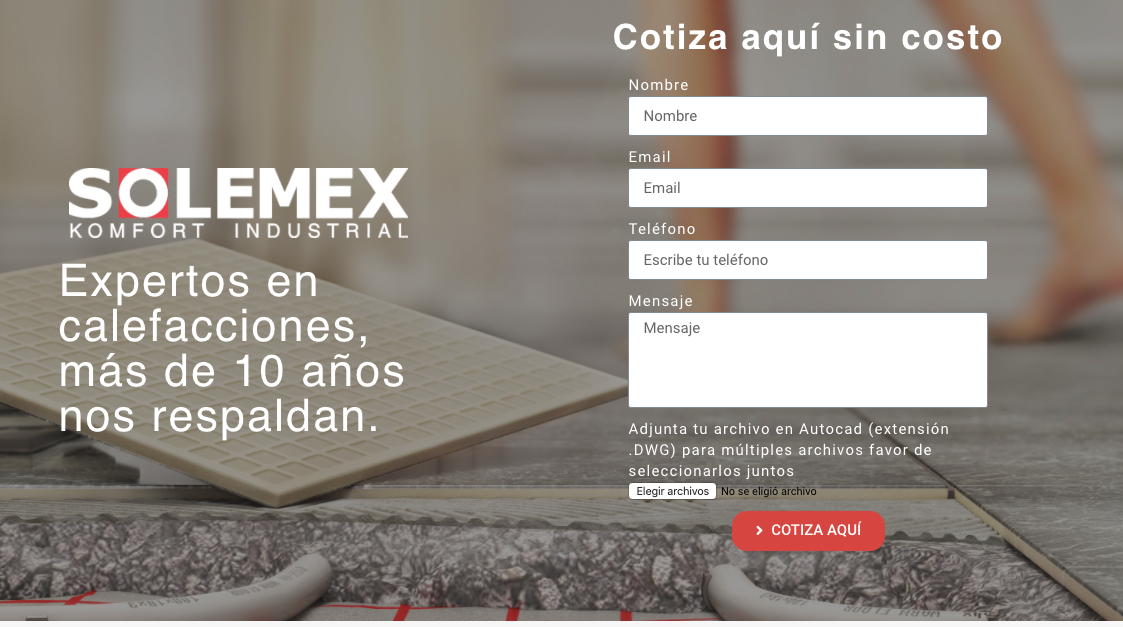 Cotiza aquí sin costo
Nombre
Nombre
Email
Email
Teléfono
Escribe tu teléfono
Mensaje
Mensaje
Adjunta tu archivo en Autocad (extensión
.DWG) para múltiples archivos favor de
seleccionarlos juntos
Elegir archivos No se eligió archivo
COTIZA AQUÍ
SOLEMEX
KOMFORT INDUSTRIAL
Expertos en
calefacciones,
más de 10 años
nos respaldan.